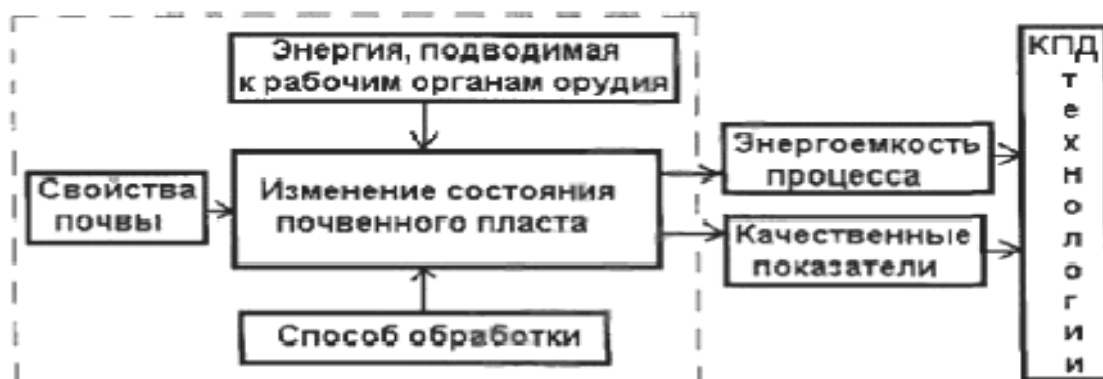 Энергия, подводимая
к рабочим органам орудия
Свойства
почвы
Изменение состояния
почвенного пласта
Способ обработки
Энергоемкость
процесса
Качественные
показатели
КПД
т
е
х
н
о
л
о
г
и
и